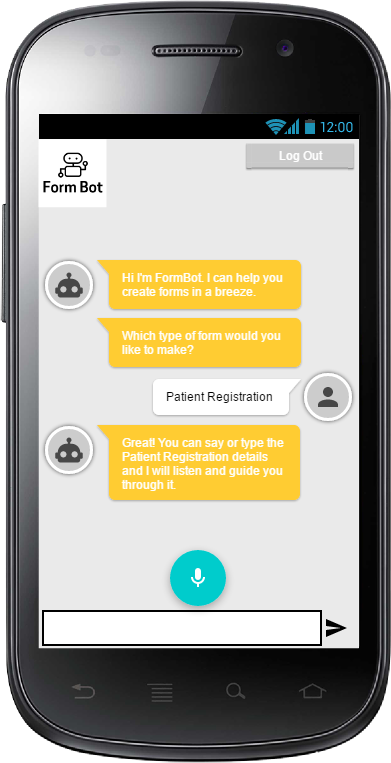 12:00
Form Bot
Log Out
Hi I'm FormBot. I can help you
create forms in a breeze.
Which type of form would you
like to make?
Patient Registration
Great! You can say or type the
Patient Registration details
and I will listen and guide you
through it.